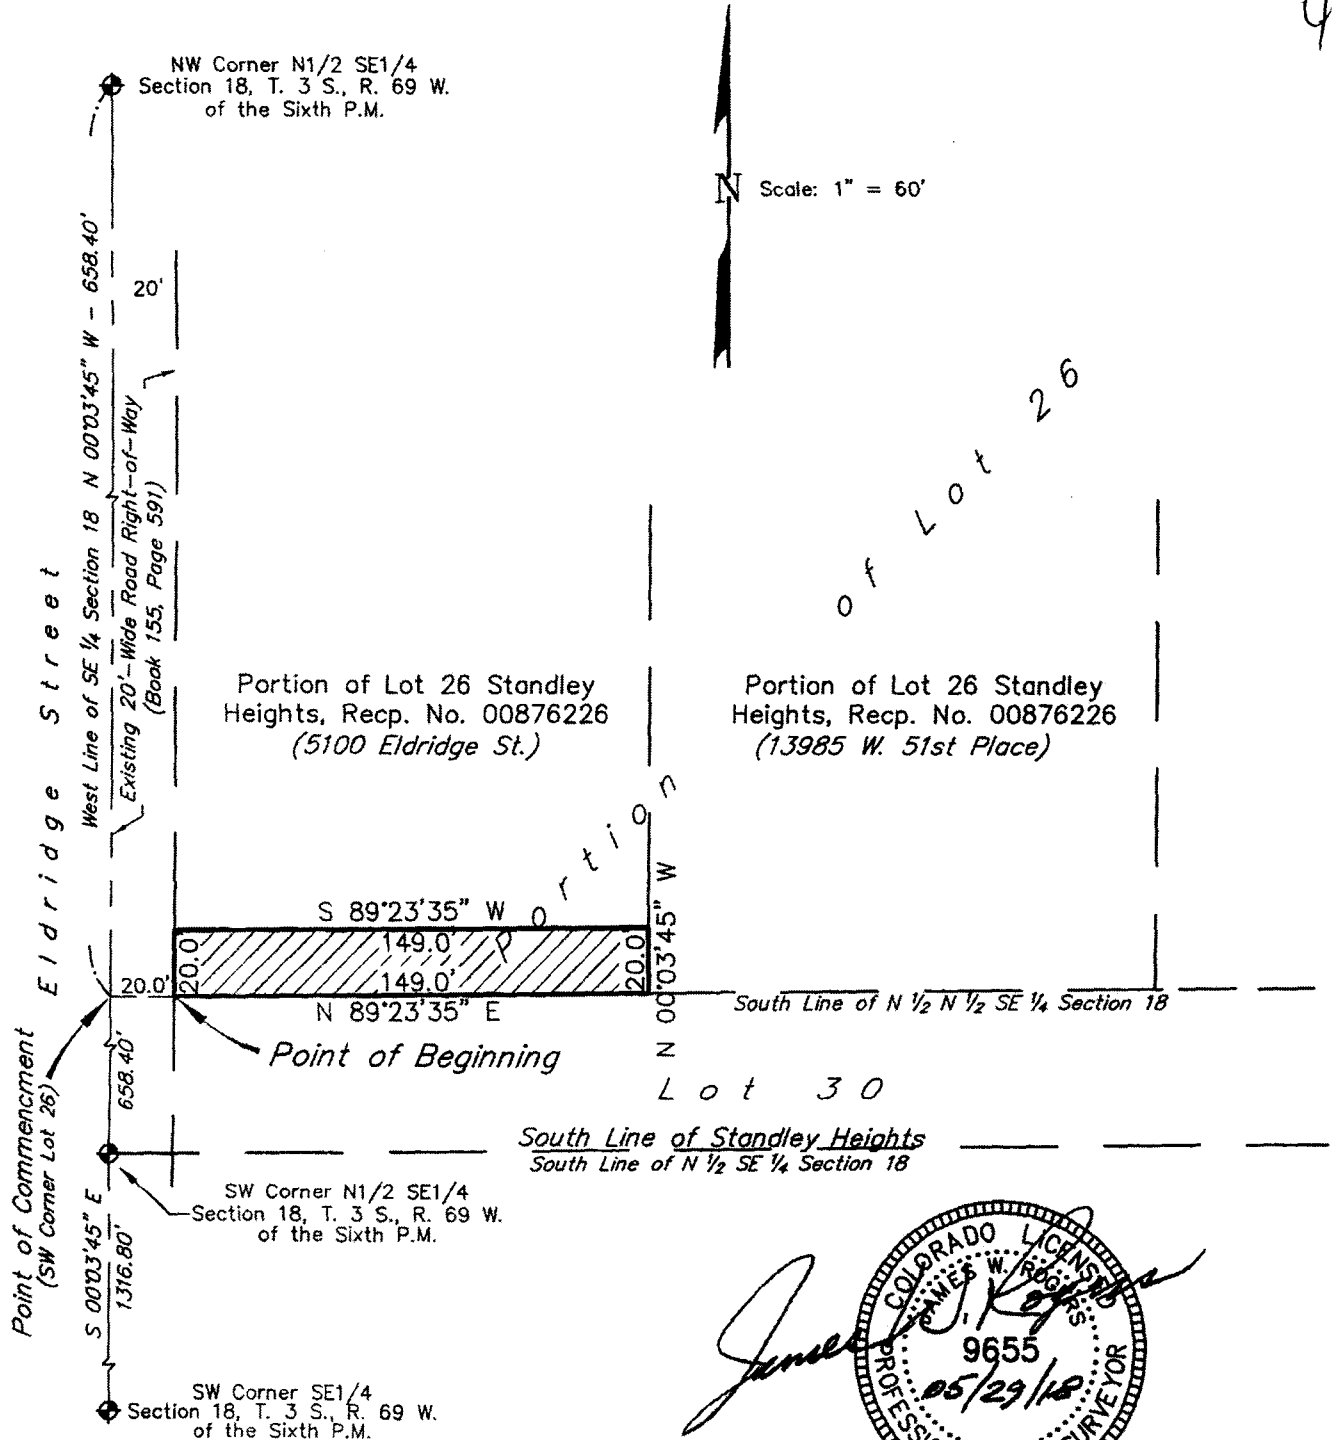 4
NW Corner N1/2 SE1/4
Section 18, T. 3 S., R. 69 W.
of the Sixth P.M.
N Scale: 1" = 60'
20'
West Line of SE ¼ Section 18 N 00°03'45" W - 658.40'
Existing 20'-Wide Road Right-of-Way
(Book 155, Page 591)
Eldridge Street
Portion of Lot 26
Portion of Lot 26 Standley
Heights, Recp. No. 00876226
(5100 Eldridge St.)
Portion of Lot 26 Standley
Heights, Recp. No. 00876226
(13985 W. 51st Place)
S 89°23'35" W
149.0'
20.0
20.0
149.0'
N 89°23'35" E
N 00°03'45" W
20.0'
South Line of N ½ N ½ SE ¼ Section 18
Point of Beginning
Point of Commencment
(SW Corner Lot 26)
658.40'
Lot 30
South Line of Standley Heights
South Line of N ½ SE ¼ Section 18
SW Corner N1/2 SE1/4
Section 18, T. 3 S., R. 69 W.
of the Sixth P.M.
S 00°03'45" E
1316.80'
SW Corner SE1/4
Section 18, T. 3 S., R. 69 W.
of the Sixth P.M.
COLORADO LICENSED
JAMES W. ROGERS
9655
05/29/18
SURVEYOR